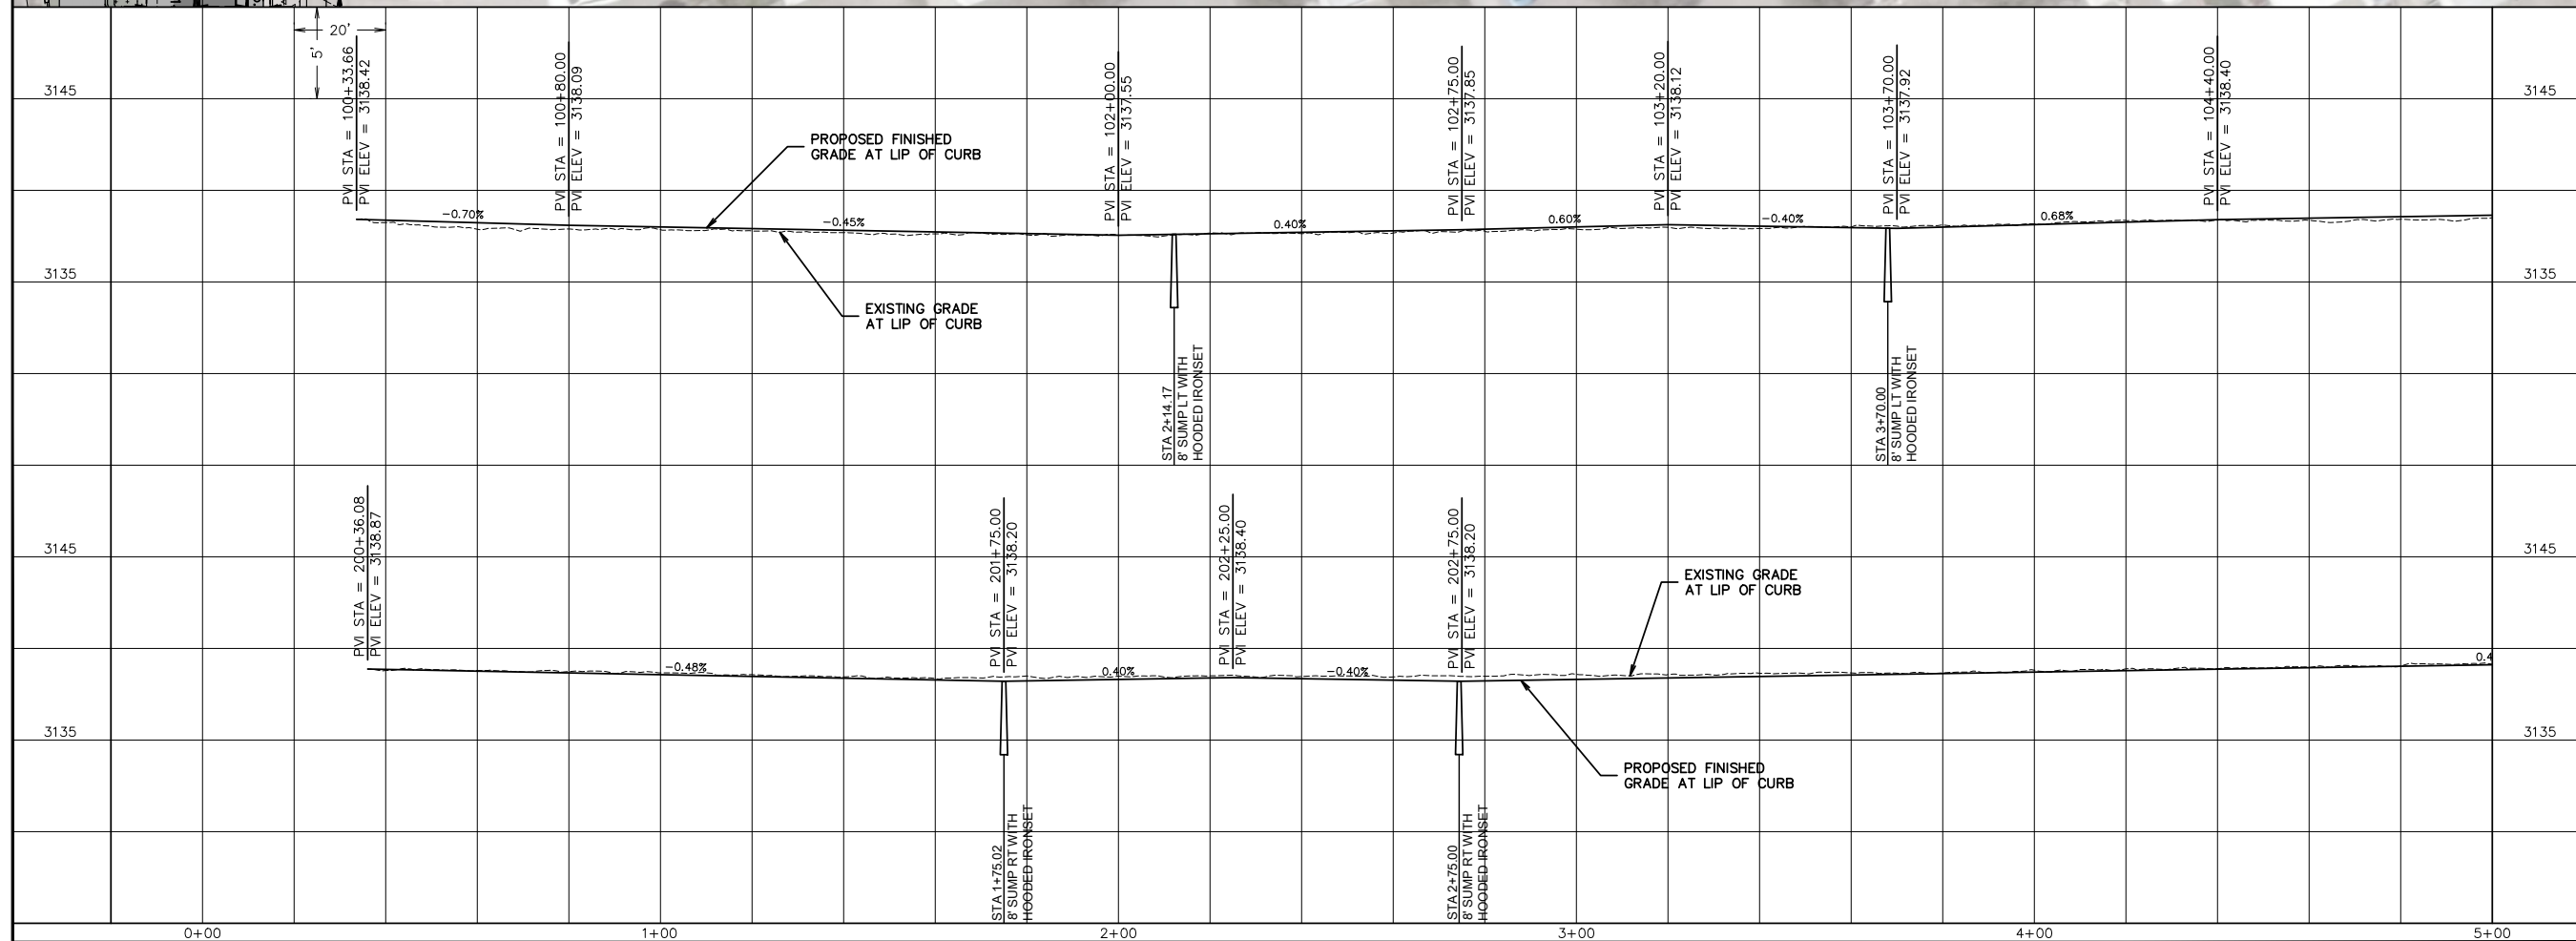 20'
5'
PVI STA = 100+33.66
PVI ELEV = 3138.42
PVI STA = 100+80.00
PVI ELEV = 3138.09
PVI STA = 102+00.00
PVI ELEV = 3137.55
PVI STA = 102+75.00
PVI ELEV = 3137.85
PVI STA = 103+20.00
PVI ELEV = 3138.12
PVI STA = 103+70.00
PVI ELEV = 3137.92
PVI STA = 104+40.00
PVI ELEV = 3138.40
3145
3145
PROPOSED FINISHED
GRADE AT LIP OF CURB
-0.70%
-0.45%
0.40%
0.60%
-0.40%
0.68%
3135
3135
EXISTING GRADE
AT LIP OF CURB
STA 2+14.17
8' SUMP LT WITH
HOODED IRONSET
STA 3+70.00
8' SUMP LT WITH
HOODED IRONSET
PVI STA = 200+36.08
PVI ELEV = 3138.87
PVI STA = 201+75.00
PVI ELEV = 3138.20
PVI STA = 202+25.00
PVI ELEV = 3138.40
PVI STA = 202+75.00
PVI ELEV = 3138.20
3145
3145
EXISTING GRADE
AT LIP OF CURB
-0.48%
0.40%
-0.40%
0.4
3135
3135
PROPOSED FINISHED
GRADE AT LIP OF CURB
STA 1+75.02
8' SUMP RT WITH
HOODED IRONSET
STA 2+75.00
8' SUMP RT WITH
HOODED IRONSET
0+00
1+00
2+00
3+00
4+00
5+00